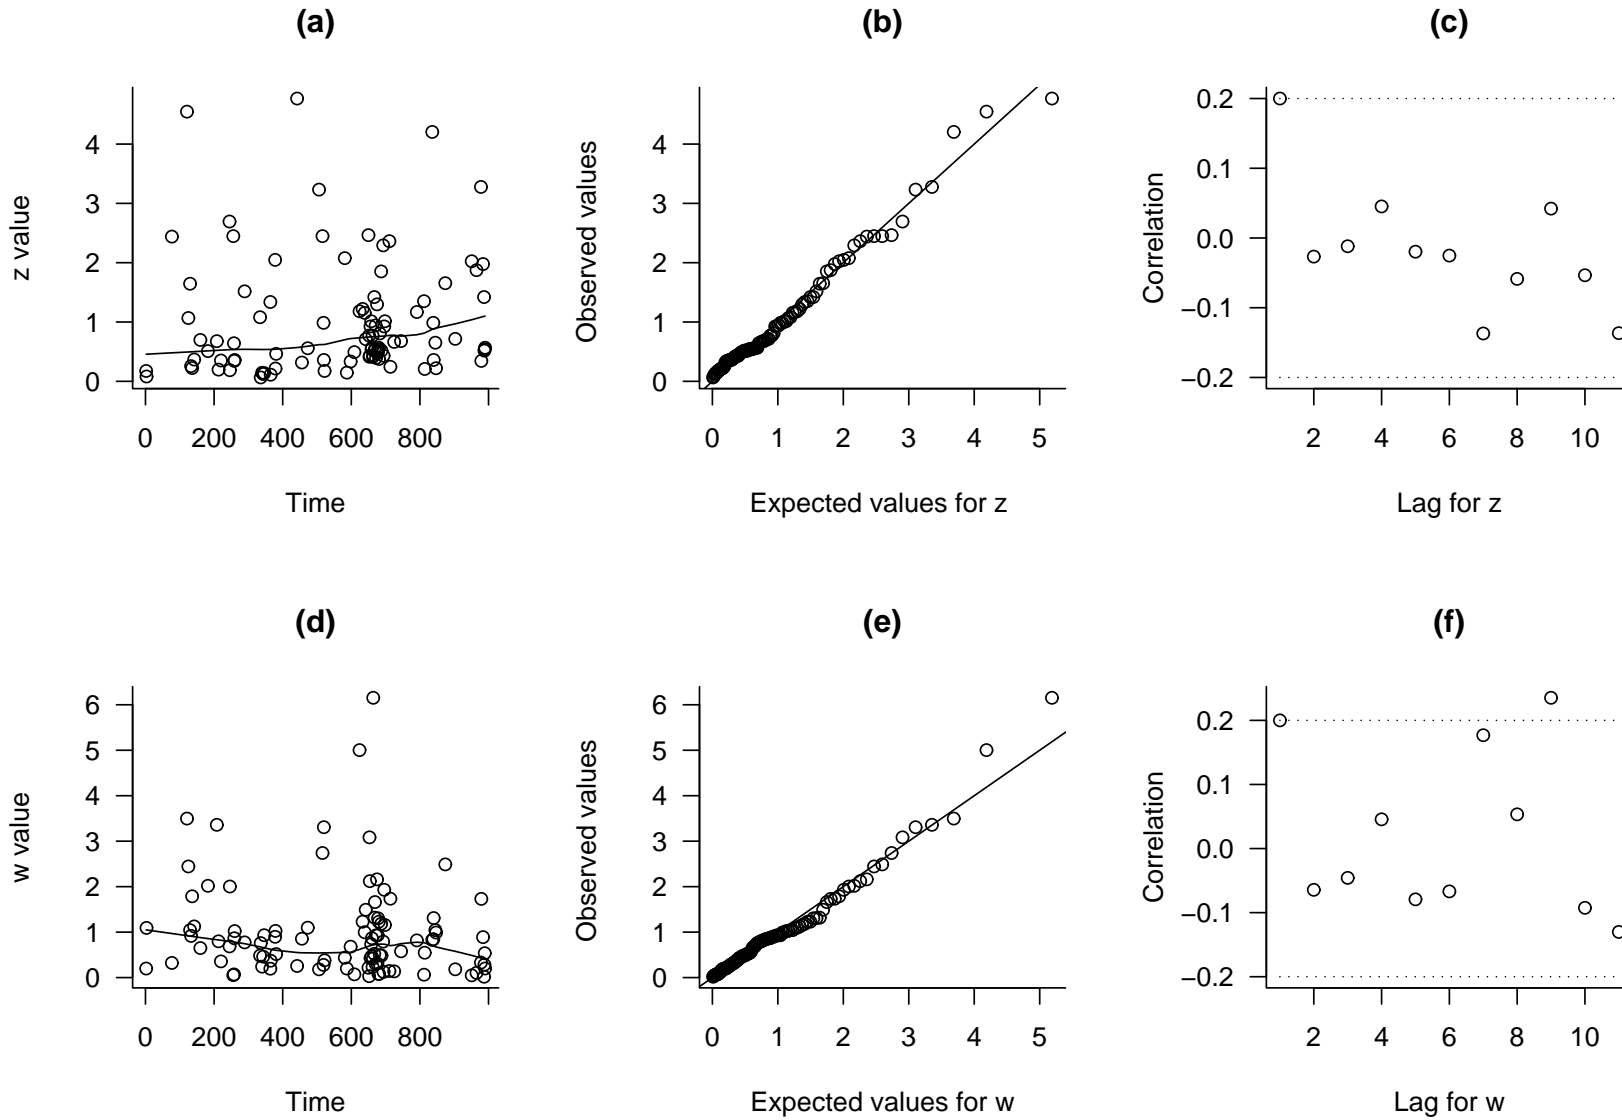 (a)
z value
4
3
2
1
0
0 200 400 600 800
Time
(b)
Observed values
4
3
2
1
0
0 1 2 3 4 5
Expected values for z
(c)
Correlation
0.2
0.1
0.0
−0.1
−0.2
2 4 6 8 10
Lag for z
(d)
w value
6
5
4
3
2
1
0
0 200 400 600 800
Time
(e)
Observed values
6
5
4
3
2
1
0
0 1 2 3 4 5
Expected values for w
(f)
Correlation
0.2
0.1
0.0
−0.1
−0.2
2 4 6 8 10
Lag for w